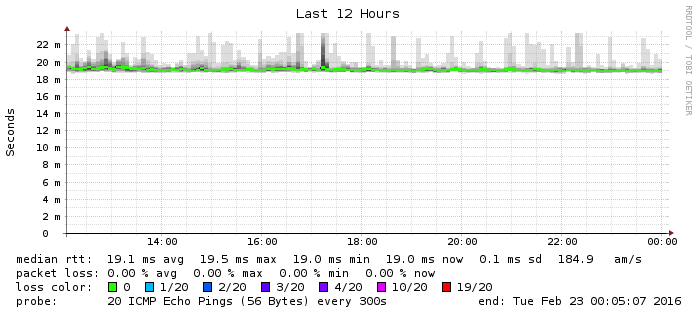 Last 12 Hours
RRDTOOL / TOBI OETIKER
Seconds
22 m
20 m
18 m
16 m
14 m
12 m
10 m
8 m
6 m
4 m
2 m
0
14:00 16:00 18:00 20:00 22:00 00:00
median rtt: 19.1 ms avg 19.5 ms max 19.0 ms min 19.0 ms now 0.1 ms sd 184.9 am/s
packet loss: 0.00 % avg 0.00 % max 0.00 % min 0.00 % now
loss color: 0 1/20 2/20 3/20 4/20 10/20 19/20
probe: 20 ICMP Echo Pings (56 Bytes) every 300s end: Tue Feb 23 00:05:07 2016